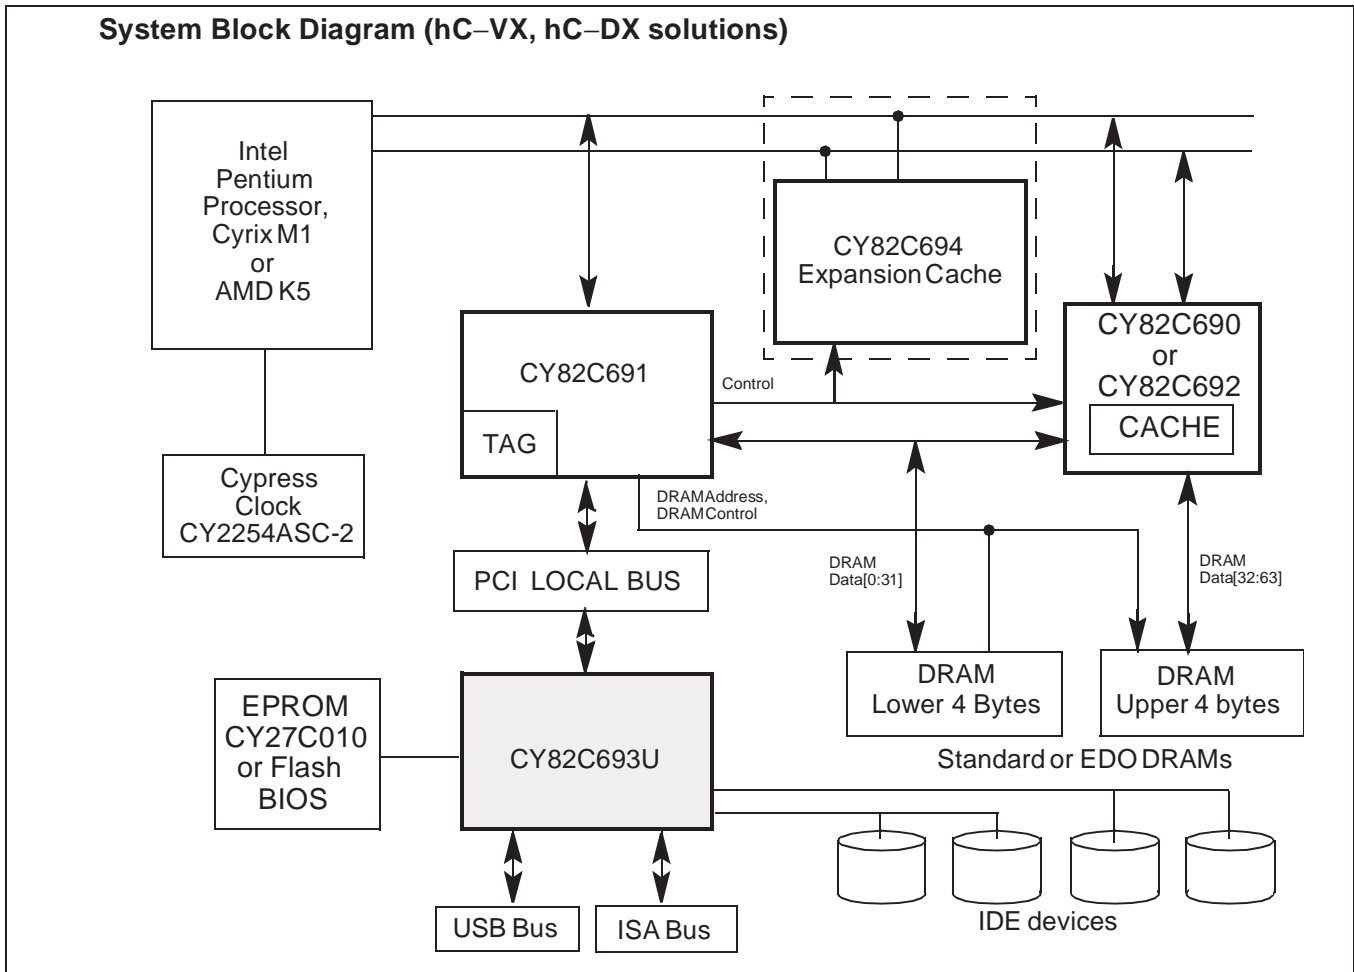 System Block Diagram (hC–VX, hC–DX solutions)
Intel
Pentium
Processor,
Cyrix M1
or
AMD K5
CY82C694
Expansion Cache
CY82C690
or
CY82C692
CACHE
CY82C691
TAG
Control
Cypress
Clock
CY2254ASC-2
DRAM Address,
DRAM Control
PCI LOCAL BUS
DRAM
Data[0:31]
DRAM
Data[32:63]
DRAM
Lower 4 Bytes
DRAM
Upper 4 bytes
Standard or EDO DRAMs
EPROM
CY27C010
or Flash
BIOS
CY82C693U
USB Bus
ISA Bus
IDE devices